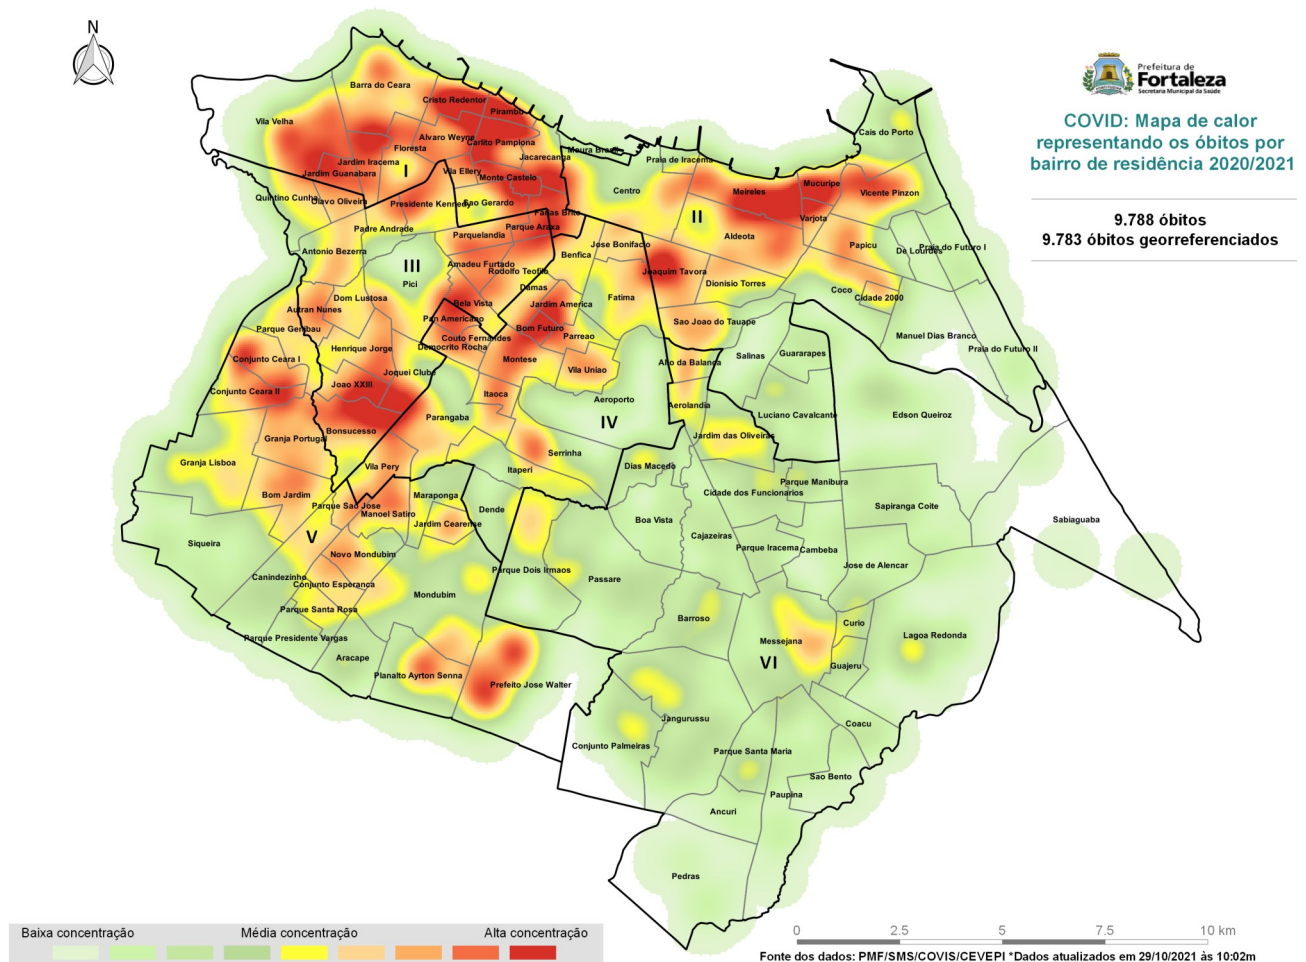 N
Prefeitura de
Fortaleza
Secretaria Municipal da Saúde
COVID: Mapa de calor
representando os óbitos por
bairro de residência 2020/2021
9.788 óbitos
9.783 óbitos georreferenciados
Barra do Ceara
Cristo Redentor
Pirambu
Vila Velha
Alvaro Weyne
Carlito Pamplona
Floresta
Jacarecanga
Moura Brasil
Praia de Iracema
Cais do Porto
Jardim Iracema
Jardim Guanabara
I
Vila Ellery
Monte Castelo
Centro
Meireles
Mucuripe
Vicente Pinzon
Quintino Cunha
Olavo Oliveira
Presidente Kennedy
Sao Gerardo
Farias Brito
II
Varjota
Padre Andrade
Parquelandia
Parque Araxa
Aldeota
Papicu
Antonio Bezerra
Jose Bonifacio
Benfica
De Lourdes
Praia do Futuro I
III
Pici
Amadeu Furtado
Rodolfo Teofilo
Joaquim Tavora
Dionisio Torres
Damas
Fatima
Coco
Cidade 2000
Dom Lustosa
Autran Nunes
Bela Vista
Jardim America
Pan Americano
Sao Joao do Tauape
Parque Genibau
Bom Futuro
Parreao
Couto Fernandes
Democrito Rocha
Manuel Dias Branco
Praia do Futuro II
Henrique Jorge
Conjunto Ceara I
Montese
Vila Uniao
Alto da Balança
Salinas
Guararapes
Joquei Clube
Joao XXIII
Conjunto Ceara II
Itaoca
Aeroporto
Aerolandia
Parangaba
IV
Luciano Cavalcante
Edson Queiroz
Bonsucesso
Granja Portugal
Jardim das Oliveiras
Serrinha
Granja Lisboa
Vila Pery
Itaperi
Dias Macedo
Parque Manibura
Cidade dos Funcionarios
Bom Jardim
Maraponga
Parque Sao Jose
Manoel Satiro
Dende
Sapiranga Coite
Jardim Cearense
Boa Vista
Sabiaguaba
V
Siqueira
Cajazeiras
Parque Iracema
Cambeba
Novo Mondubim
Jose de Alencar
Canindezinho
Conjunto Esperanca
Parque Dois Irmaos
Passare
Mondubim
Parque Santa Rosa
Barroso
Curio
Parque Presidente Vargas
Messejana
Lagoa Redonda
Aracape
VI
Guajeru
Planalto Ayrton Senna
Prefeito Jose Walter
Jangurussu
Coacu
Conjunto Palmeiras
Parque Santa Maria
Sao Bento
Paupina
Ancuri
Pedras
Baixa concentração
Média concentração
Alta concentração
0
2.5
5
7.5
10 km
Fonte dos dados: PMF/SMS/COVIS/CEVEPI *Dados atualizados em 29/10/2021 às 10:02m